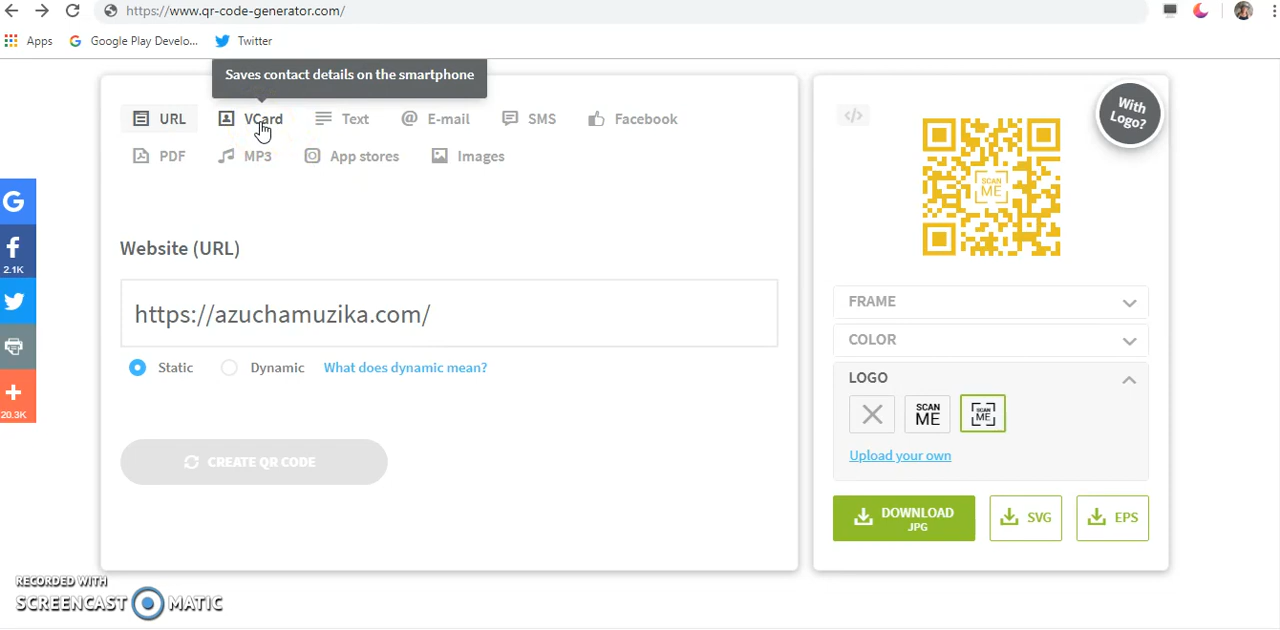 https://www.qr-code-generator.com/
Apps Google Play Develo... Twitter
Saves contact details on the smartphone
URL VCard Text E-mail SMS Facebook
PDF MP3 App stores Images
Website (URL)
https://azuchamuzika.com/
Static Dynamic What does dynamic mean?
CREATE QR CODE
2.1K
20.3K
With
Logo?
SCAN
ME
FRAME
COLOR
LOGO
SCAN
ME
SCAN
ME
Upload your own
DOWNLOAD
JPG
SVG
EPS
RECORDED WITH
SCREENCAST MATIC